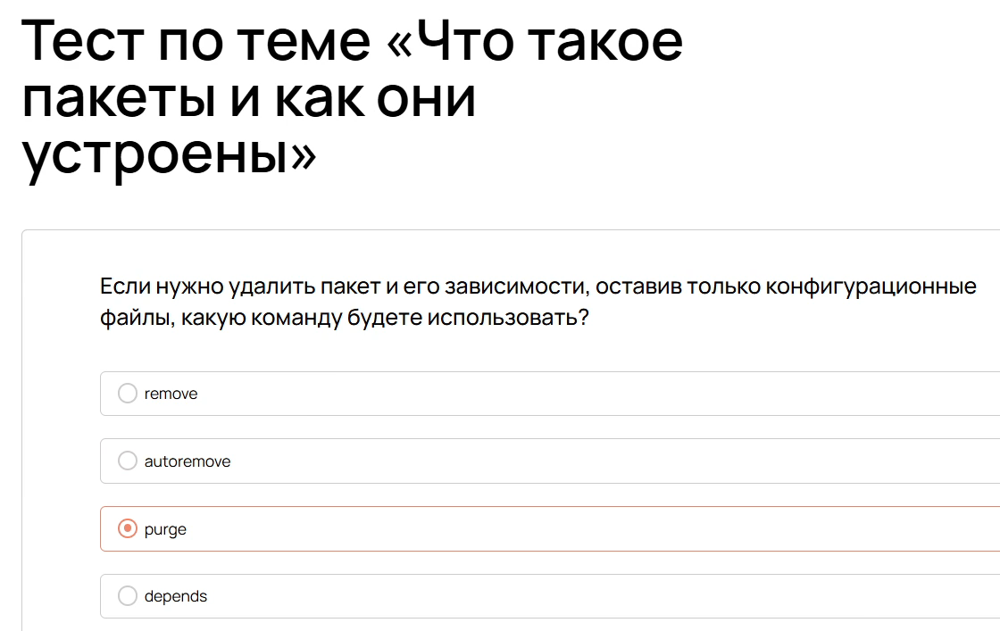 Тест по теме «Что такое
пакеты и как они
устроены»
Если нужно удалить пакет и его зависимости, оставив только конфигурационные
файлы, какую команду будете использовать?
remove
autoremove
purge
depends